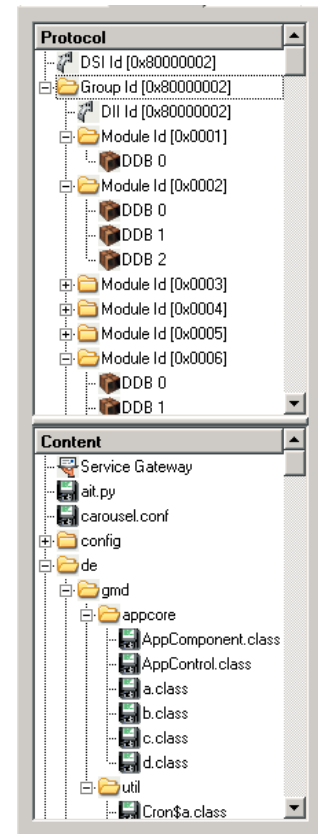 Protocol
DSI Id [0x80000002]
Group Id [0x80000002]
DII Id [0x80000002]
Module Id [0x0001]
DDB 0
Module Id [0x0002]
DDB 0
DDB 1
DDB 2
Module Id [0x0003]
Module Id [0x0004]
Module Id [0x0005]
Module Id [0x0006]
DDB 0
DDB 1
Content
Service Gateway
ait.py
carousel.conf
config
de
gmd
appcore
AppComponent.class
AppControl.class
a.class
b.class
c.class
d.class
util
Cron$a.class